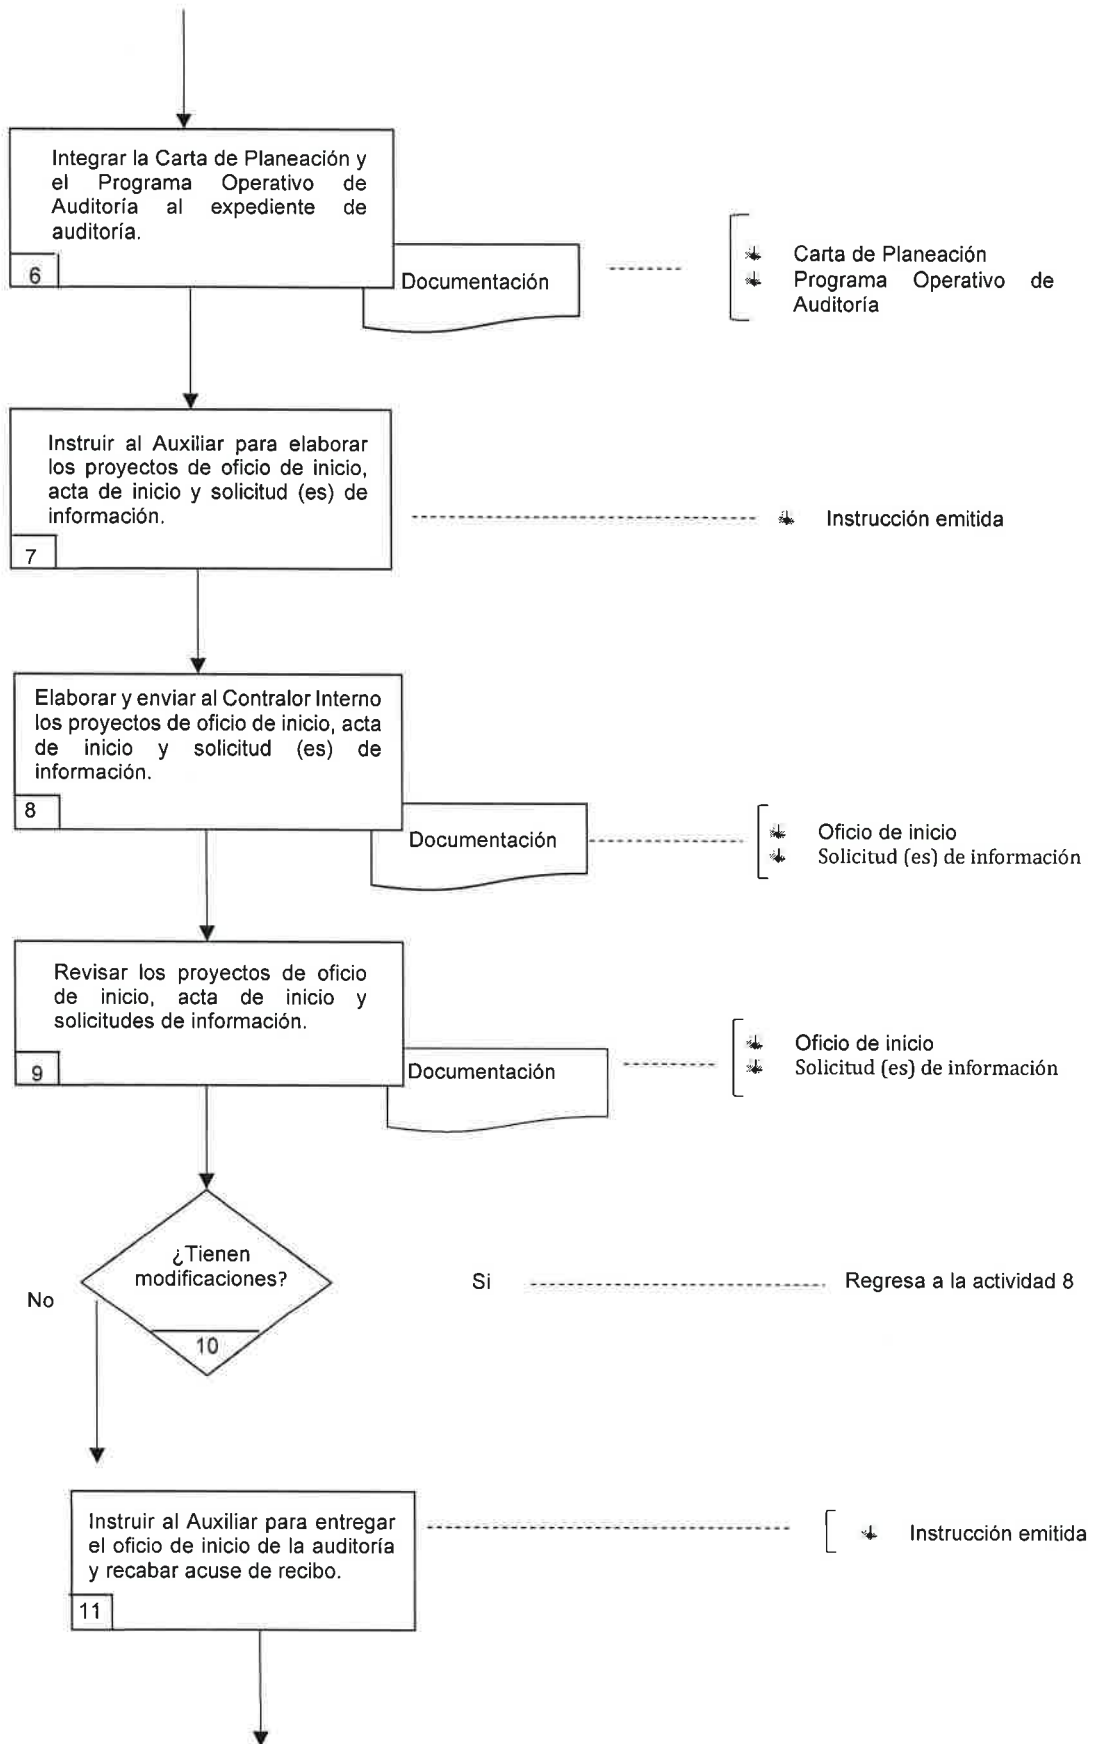 Integrar la Carta de Planeación y
el Programa Operativo de
Auditoría al expediente de
auditoría.
6
Documentación
Carta de Planeación
Programa Operativo de
Auditoría
Instruir al Auxiliar para elaborar
los proyectos de oficio de inicio,
acta de inicio y solicitud (es) de
información.
7
Instrucción emitida
Elaborar y enviar al Contralor Interno
los proyectos de oficio de inicio, acta
de inicio y solicitud (es) de
información.
8
Documentación
Oficio de inicio
Solicitud (es) de información
Revisar los proyectos de oficio
de inicio, acta de inicio y
solicitudes de información.
9
Documentación
Oficio de inicio
Solicitud (es) de información
¿Tienen
modificaciones?
10
No
Si
Regresa a la actividad 8
Instruir al Auxiliar para entregar
el oficio de inicio de la auditoría
y recabar acuse de recibo.
11
Instrucción emitida